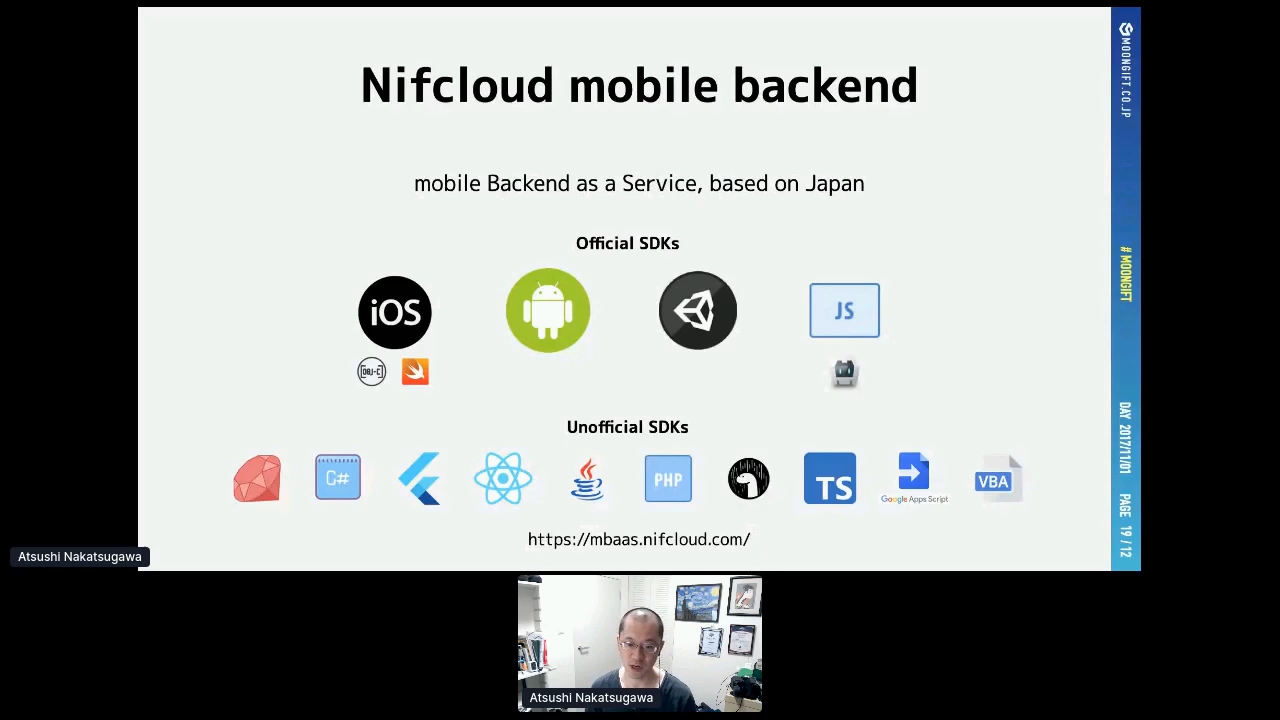 Nifcloud mobile backend
mobile Backend as a Service, based on Japan
Official SDKs
iOS
JS
OBJ-C
Unofficial SDKs
C#
PHP
TS
Google Apps Script
VBA
https://mbaas.nifcloud.com/
MOONGIFT.CO.JP
# MOONGIFT
DAY 2017/11/01
PAGE 19 / 12
Atsushi Nakatsugawa
Atsushi Nakatsugawa